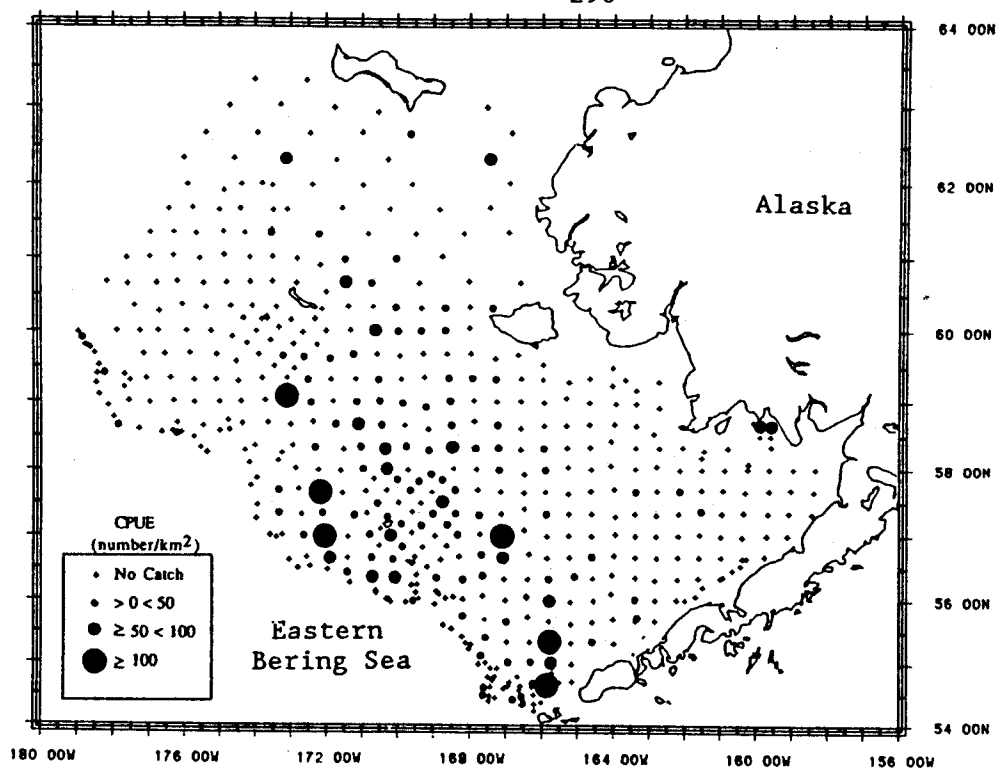 64 00N
62 00N
Alaska
60 00N
58 00N
CPUE
(number/km2)
No Catch
> 0 < 50
≥ 50 < 100
≥ 100
56 00N
Eastern
Bering Sea
54 00N
180 00W 176 00W 172 00W 168 00W 164 00W 160 00W 156 00W